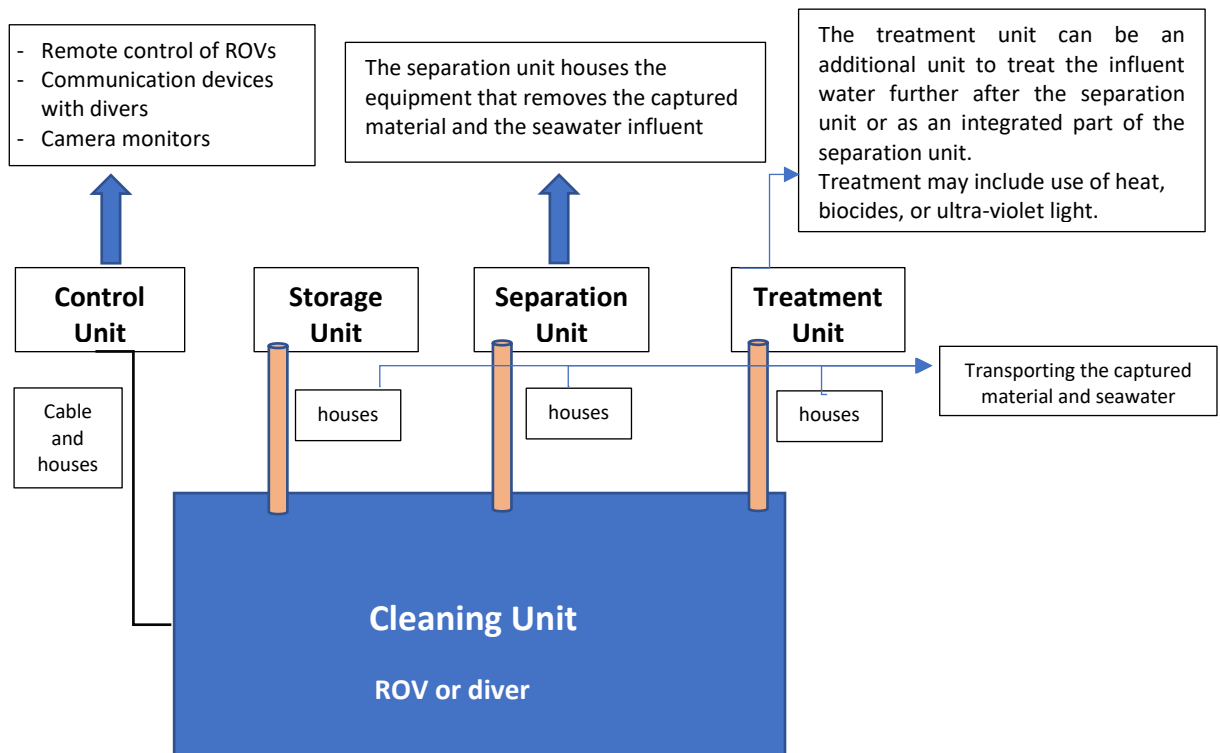 - Remote control of ROVs
- Communication devices
with divers
- Camera monitors
The separation unit houses the
equipment that removes the captured
material and the seawater influent
The treatment unit can be an
additional unit to treat the influent
water further after the separation
unit or as an integrated part of the
separation unit.
Treatment may include use of heat,
biocides, or ultra-violet light.
Control
Unit
Storage
Unit
Separation
Unit
Treatment
Unit
Cable
and
houses
houses
houses
houses
Transporting the captured
material and seawater
Cleaning Unit
ROV or diver